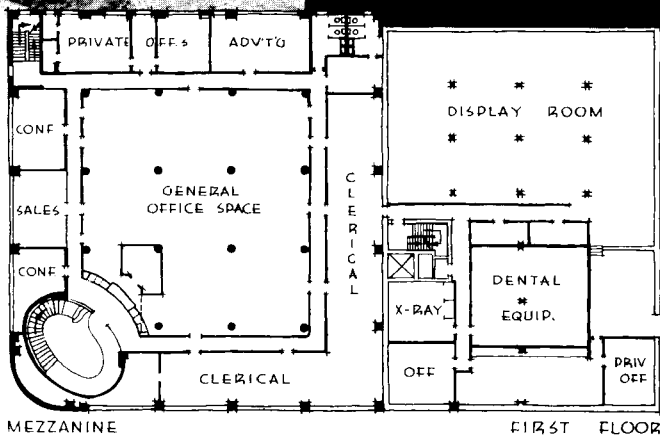 PRIVATE OFF.S ADV'T'G
CONF
SALES
CONF
GENERAL
OFFICE SPACE
CLERICAL
CLERICAL
DISPLAY ROOM
X-RAY
DENTAL
EQUIP.
OFF
PRIV
OFF
MEZZANINE
FIRST FLOOR